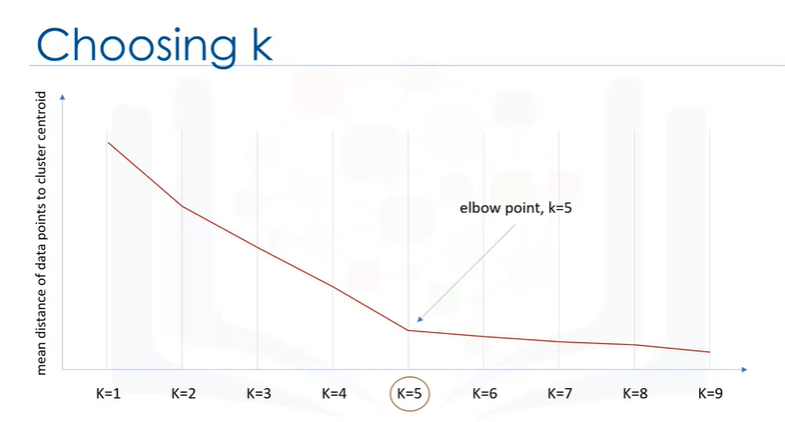 Choosing k
mean distance of data points to cluster centroid
elbow point, k=5
K=1 K=2 K=3 K=4 K=5 K=6 K=7 K=8 K=9